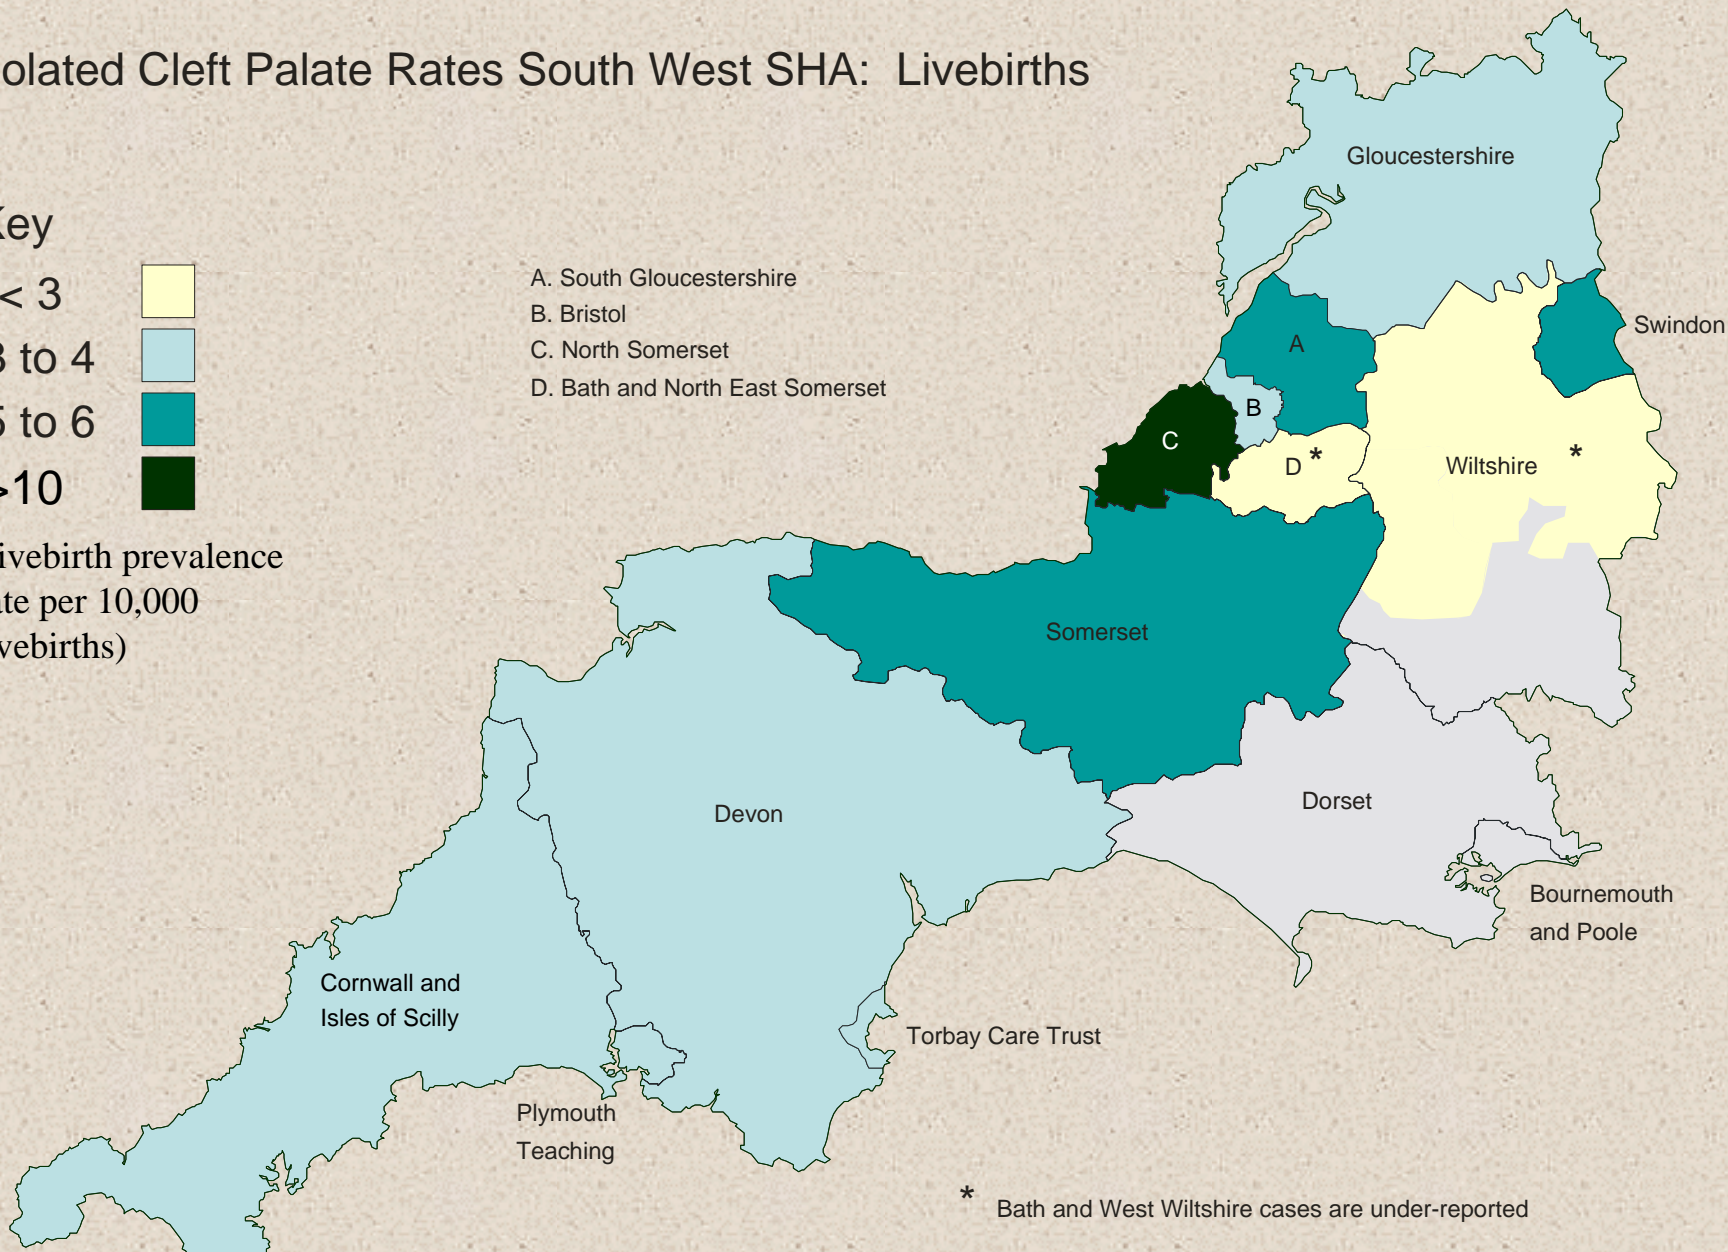 olated Cleft Palate Rates South West SHA: Livebirths
Key
< 3
3 to 4
5 to 6
>10
ivebirth prevalence
ate per 10,000
vebirths)
A. South Gloucestershire
B. Bristol
C. North Somerset
D. Bath and North East Somerset
Gloucestershire
Swindon
A
B
C
D *
Wiltshire *
Somerset
Devon
Dorset
Bournemouth
and Poole
Cornwall and
Isles of Scilly
Torbay Care Trust
Plymouth
Teaching
* Bath and West Wiltshire cases are under-reported